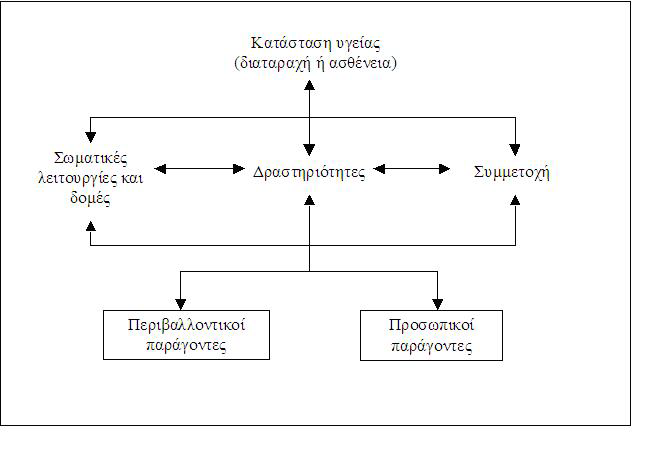 Κατάσταση υγείας
(διαταραχή ή ασθένεια)
Σωματικές
λειτουργίες και
δομές
Δραστηριότητες
Συμμετοχή
Περιβαλλοντικοί
παράγοντες
Προσωπικοί
παράγοντες